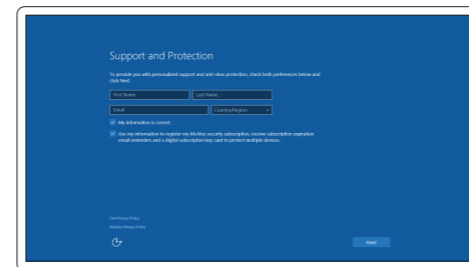 Support and Protection
To provide you with personalized support and anti-virus protection, check both preferences below and
click Next.
First Name
Last Name
Email
Country/Region
My information is correct.
Use my information to register my McAfee security subscription, receive subscription expiration
email reminders and a digital subscription key card to protect multiple devices.
Dell Privacy Policy
McAfee Privacy Policy
Next